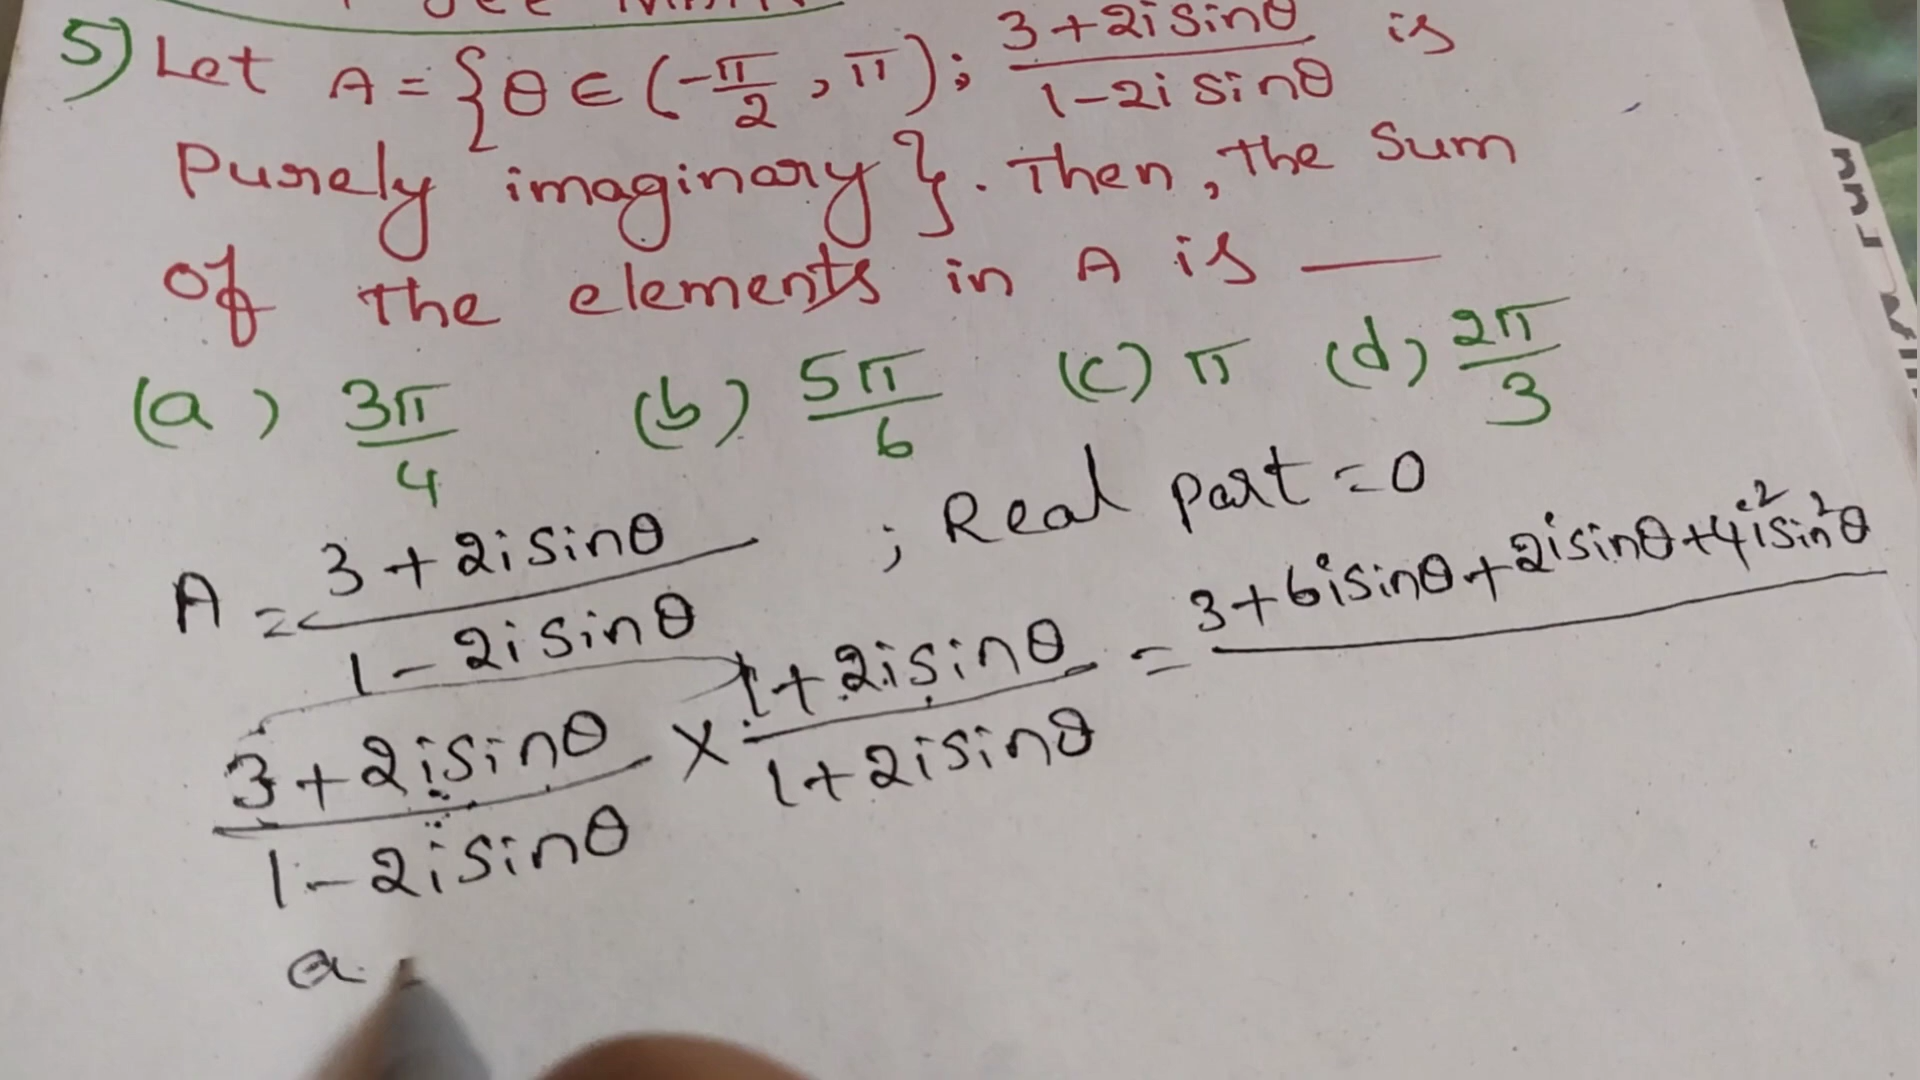 5) Let A = {θ ∈ (-π/2, π); (3+2i sinθ)/(1-2i sinθ) is
Purely imaginary}. Then, the sum
of the elements in A is ___
(a) 3π/4 (b) 5π/6 (c) π (d) 2π/3
A = (3+2i sinθ)/(1-2i sinθ) ; Real part = 0
(3+2i sinθ)/(1-2i sinθ) × (1+2i sinθ)/(1+2i sinθ) = 3+6i sinθ+2i sinθ+4i² sin²θ
a